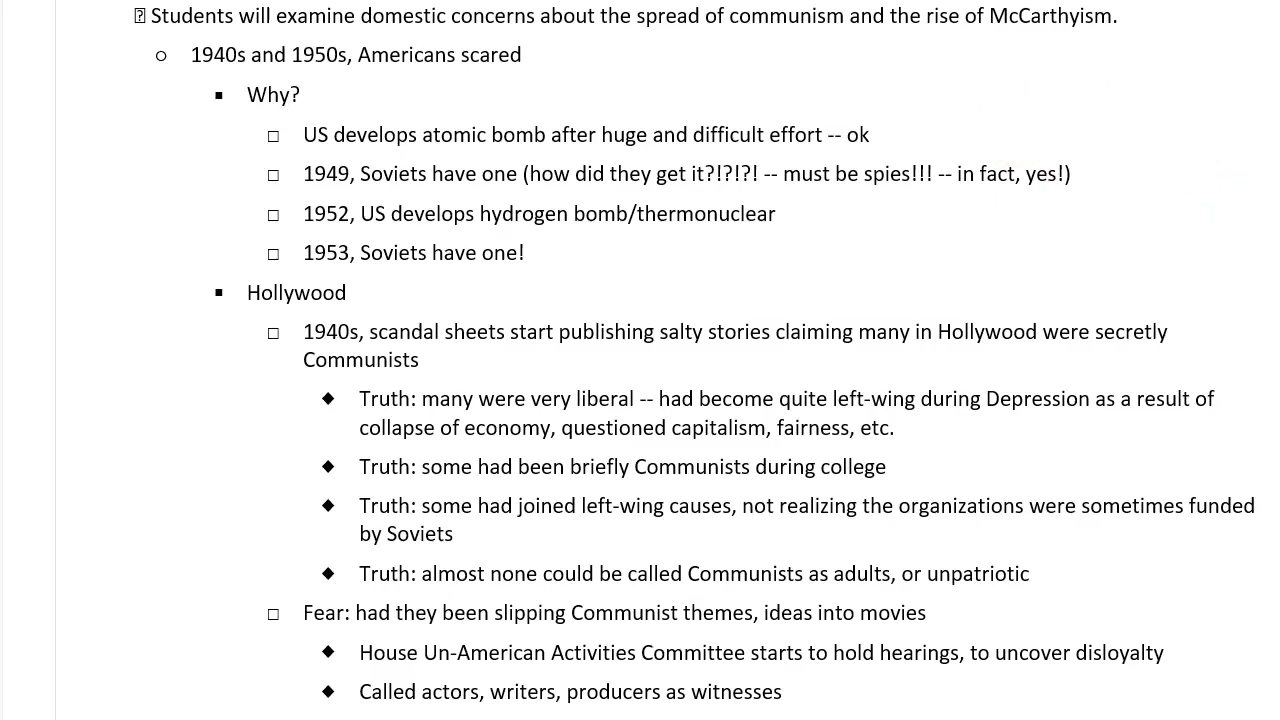 Students will examine domestic concerns about the spread of communism and the rise of McCarthyism.
1940s and 1950s, Americans scared
Why?
US develops atomic bomb after huge and difficult effort -- ok
1949, Soviets have one (how did they get it?!?!?! -- must be spies!!! -- in fact, yes!)
1952, US develops hydrogen bomb/thermonuclear
1953, Soviets have one!
Hollywood
1940s, scandal sheets start publishing salty stories claiming many in Hollywood were secretly
Communists
Truth: many were very liberal -- had become quite left-wing during Depression as a result of
collapse of economy, questioned capitalism, fairness, etc.
Truth: some had been briefly Communists during college
Truth: some had joined left-wing causes, not realizing the organizations were sometimes funded
by Soviets
Truth: almost none could be called Communists as adults, or unpatriotic
Fear: had they been slipping Communist themes, ideas into movies
House Un-American Activities Committee starts to hold hearings, to uncover disloyalty
Called actors, writers, producers as witnesses